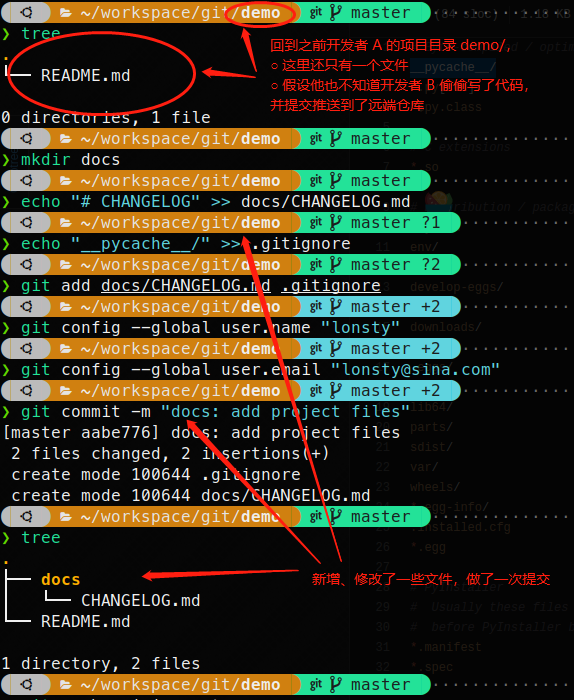 ~/workspace/git/demo git master
❯ tree
.
└── README.md
回到之前开发者 A 的项目目录 demo/,
○ 这里还只有一个文件
○ 假设他也不知道开发者 B 偷偷写了代码，
并提交推送到了远端仓库
__pycache__/
0 directories, 1 file
~/workspace/git/demo git master
❯ mkdir docs
~/workspace/git/demo git master
❯ echo "# CHANGELOG" >> docs/CHANGELOG.md
~/workspace/git/demo git master ?1
❯ echo "__pycache__/" >> .gitignore
~/workspace/git/demo git master ?2
❯ git add docs/CHANGELOG.md .gitignore
~/workspace/git/demo git master +2
❯ git config --global user.name "lonsty"
~/workspace/git/demo git master +2
❯ git config --global user.email "lonsty@sina.com"
~/workspace/git/demo git master +2
❯ git commit -m "docs: add project files"
[master aabe776] docs: add project files
2 files changed, 2 insertions(+)
create mode 100644 .gitignore
create mode 100644 docs/CHANGELOG.md
~/workspace/git/demo git master
❯ tree
.
├── docs
│   └── CHANGELOG.md
└── README.md
新增、修改了一些文件，做了一次提交
1 directory, 2 files
~/workspace/git/demo git master
env/
develop-eggs/
downloads/
lib64/
parts/
sdist/
var/
wheels/
*.egg
# Usually these files
# before PyInstaller
*.manifest
*.spec